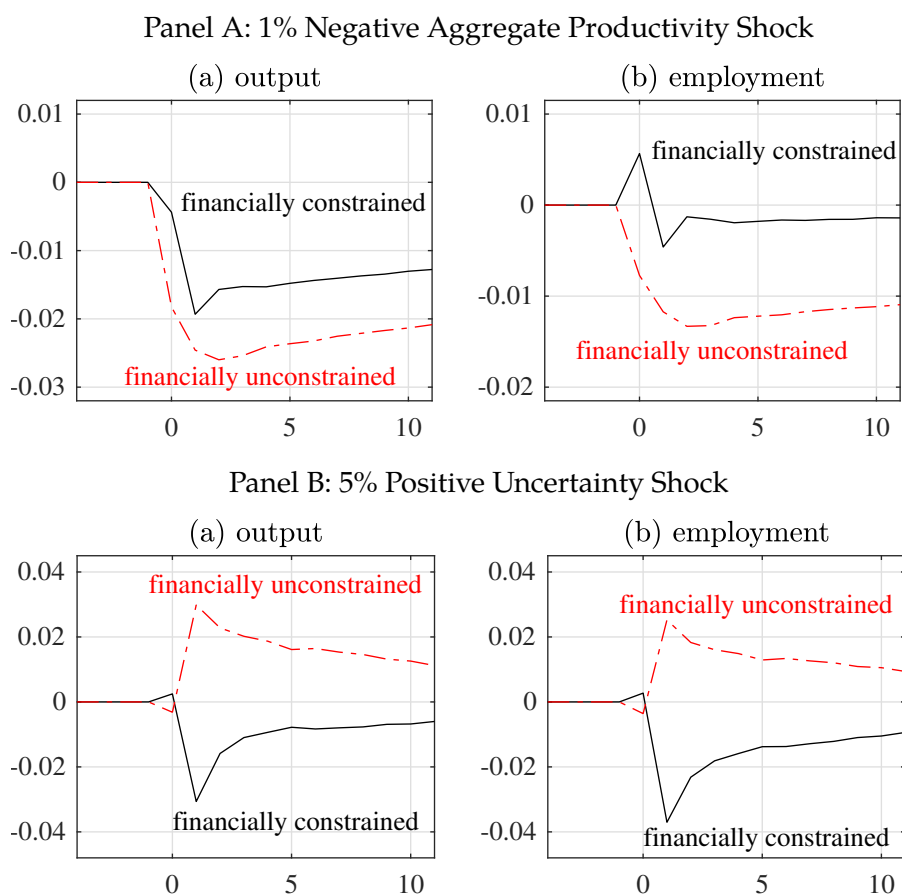 Panel A: 1% Negative Aggregate Productivity Shock
(a) output
(b) employment
0.01
0
-0.01
-0.02
-0.03
financially constrained
financially unconstrained
0
5
10
0.01
0
-0.01
-0.02
financially constrained
financially unconstrained
0
5
10
Panel B: 5% Positive Uncertainty Shock
(a) output
(b) employment
0.04
0.02
0
-0.02
-0.04
financially unconstrained
financially constrained
0
5
10
0.04
0.02
0
-0.02
-0.04
financially unconstrained
financially constrained
0
5
10